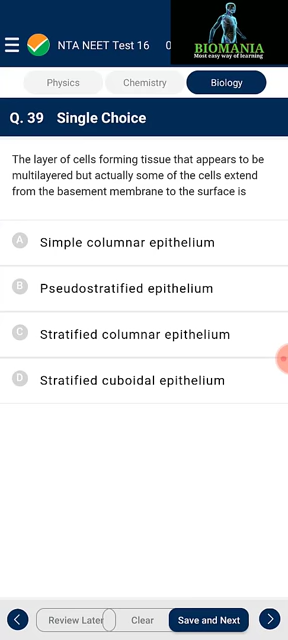 BIOMANIA
Most easy way of learning
NTA NEET Test 16 0
Physics Chemistry Biology
Q. 39 Single Choice
The layer of cells forming tissue that appears to be
multilayered but actually some of the cells extend
from the basement membrane to the surface is
A Simple columnar epithelium
B Pseudostratified epithelium
C Stratified columnar epithelium
D Stratified cuboidal epithelium
Review Later Clear Save and Next